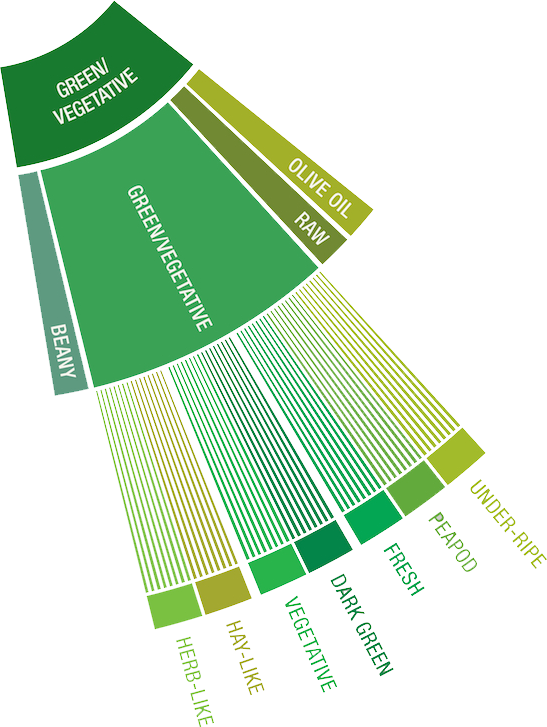 GREEN/
VEGETATIVE
OLIVE OIL
RAW
GREEN/VEGETATIVE
BEANY
UNDER-RIPE
PEAPOD
FRESH
DARK GREEN
VEGETATIVE
HAY-LIKE
HERB-LIKE